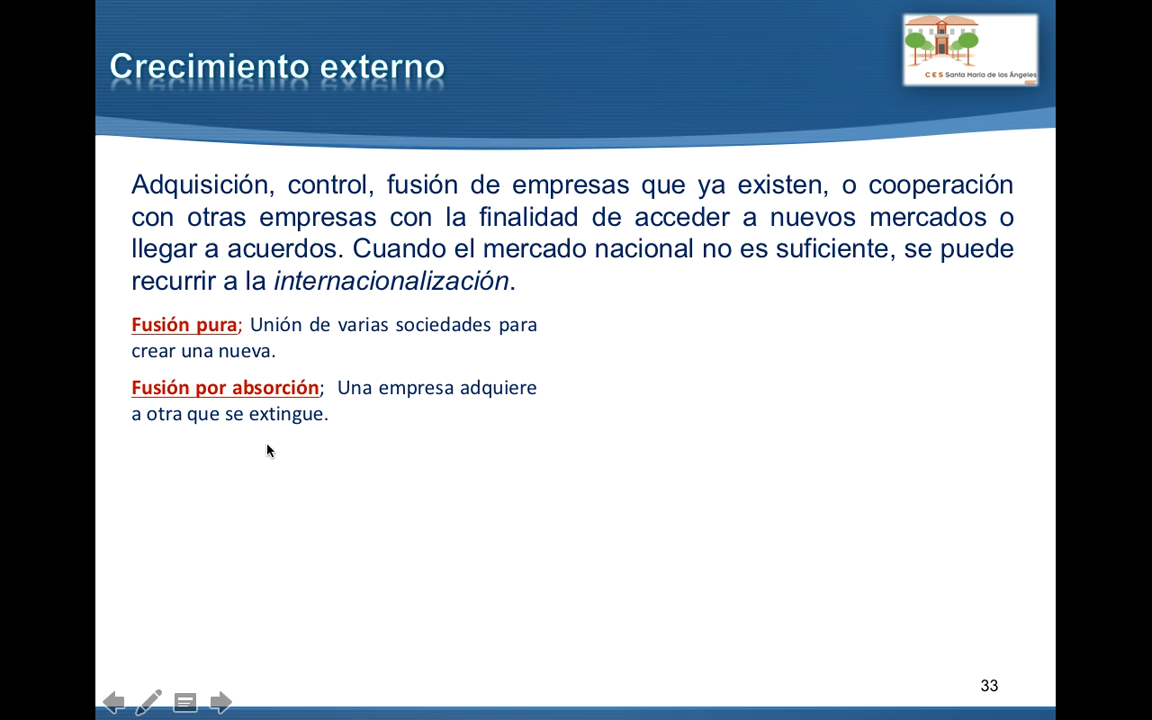 Crecimiento externo
C E S Santa María de los Ángeles
Adquisición, control, fusión de empresas que ya existen, o cooperación
con otras empresas con la finalidad de acceder a nuevos mercados o
llegar a acuerdos. Cuando el mercado nacional no es suficiente, se puede
recurrir a la internacionalización.
Fusión pura; Unión de varias sociedades para
crear una nueva.
Fusión por absorción; Una empresa adquiere
a otra que se extingue.
33